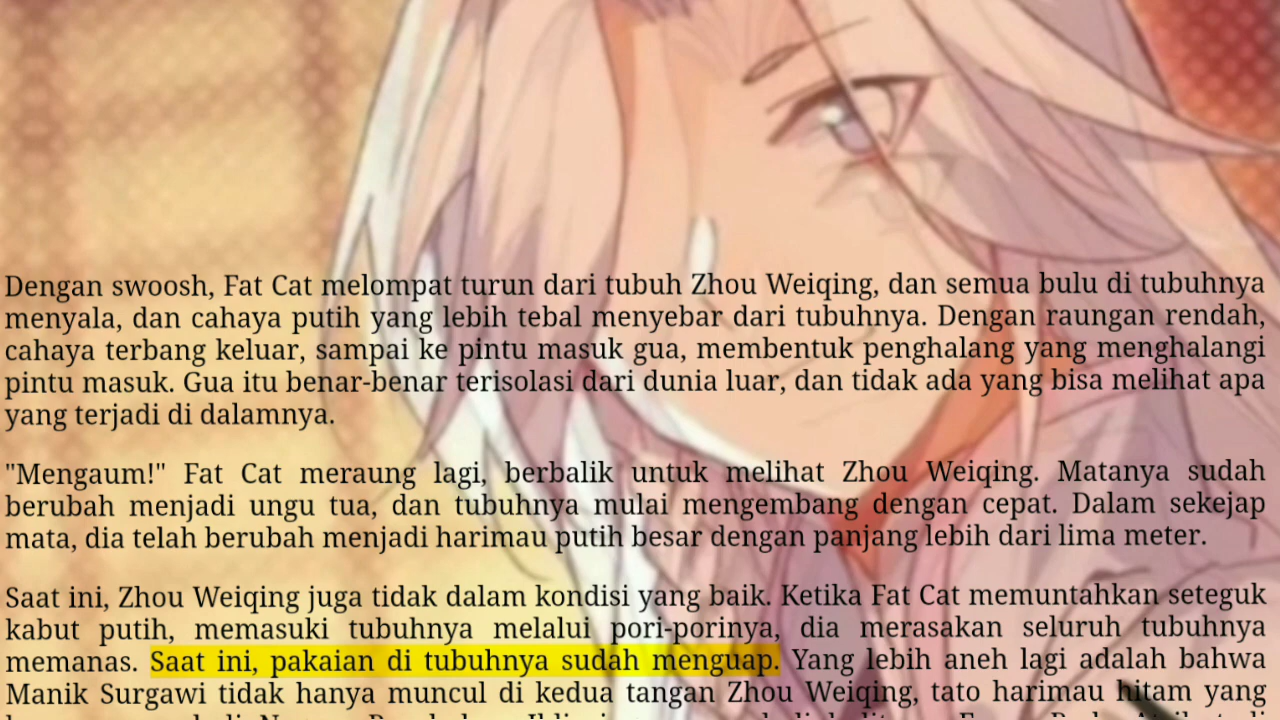 Dengan swoosh, Fat Cat melompat turun dari tubuh Zhou Weiqing, dan semua bulu di tubuhnya
menyala, dan cahaya putih yang lebih tebal menyebar dari tubuhnya. Dengan raungan rendah,
cahaya terbang keluar, sampai ke pintu masuk gua, membentuk penghalang yang menghalangi
pintu masuk. Gua itu benar-benar terisolasi dari dunia luar, dan tidak ada yang bisa melihat apa
yang terjadi di dalamnya.
"Mengaum!" Fat Cat meraung lagi, berbalik untuk melihat Zhou Weiqing. Matanya sudah
berubah menjadi ungu tua, dan tubuhnya mulai mengembang dengan cepat. Dalam sekejap
mata, dia telah berubah menjadi harimau putih besar dengan panjang lebih dari lima meter.
Saat ini, Zhou Weiqing juga tidak dalam kondisi yang baik. Ketika Fat Cat memuntahkan seteguk
kabut putih, memasuki tubuhnya melalui pori-porinya, dia merasakan seluruh tubuhnya
memanas. Saat ini, pakaian di tubuhnya sudah menguap. Yang lebih aneh lagi adalah bahwa
Manik Surgawi tidak hanya muncul di kedua tangan Zhou Weiqing, tato harimau hitam yang